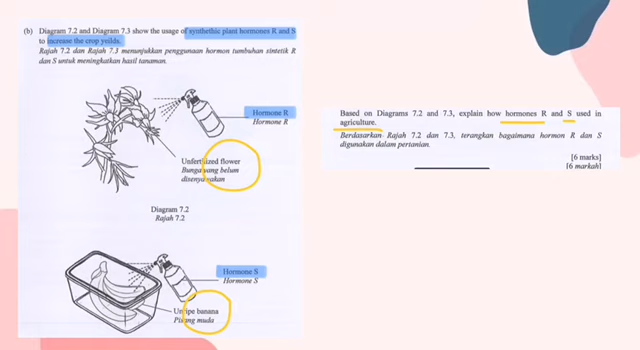 (b) Diagram 7.2 and Diagram 7.3 show the usage of synthethic plant hormones R and S
to increase the crop yeilds.
Rajah 7.2 dan Rajah 7.3 menunjukkan penggunaan hormon tumbuhan sintetik R
dan S untuk meningkatkan hasil tanaman.
Hormone R
Hormone R
Unfertilized flower
Bunga yang belum
disenyawakan
Diagram 7.2
Rajah 7.2
Hormone S
Hormone S
Unripe banana
Pisang muda
Based on Diagrams 7.2 and 7.3, explain how hormones R and S used in
agriculture.
Berdasarkan Rajah 7.2 dan 7.3, terangkan bagaimana hormon R dan S
digunakan dalam pertanian.
[6 marks]
[6 markah]